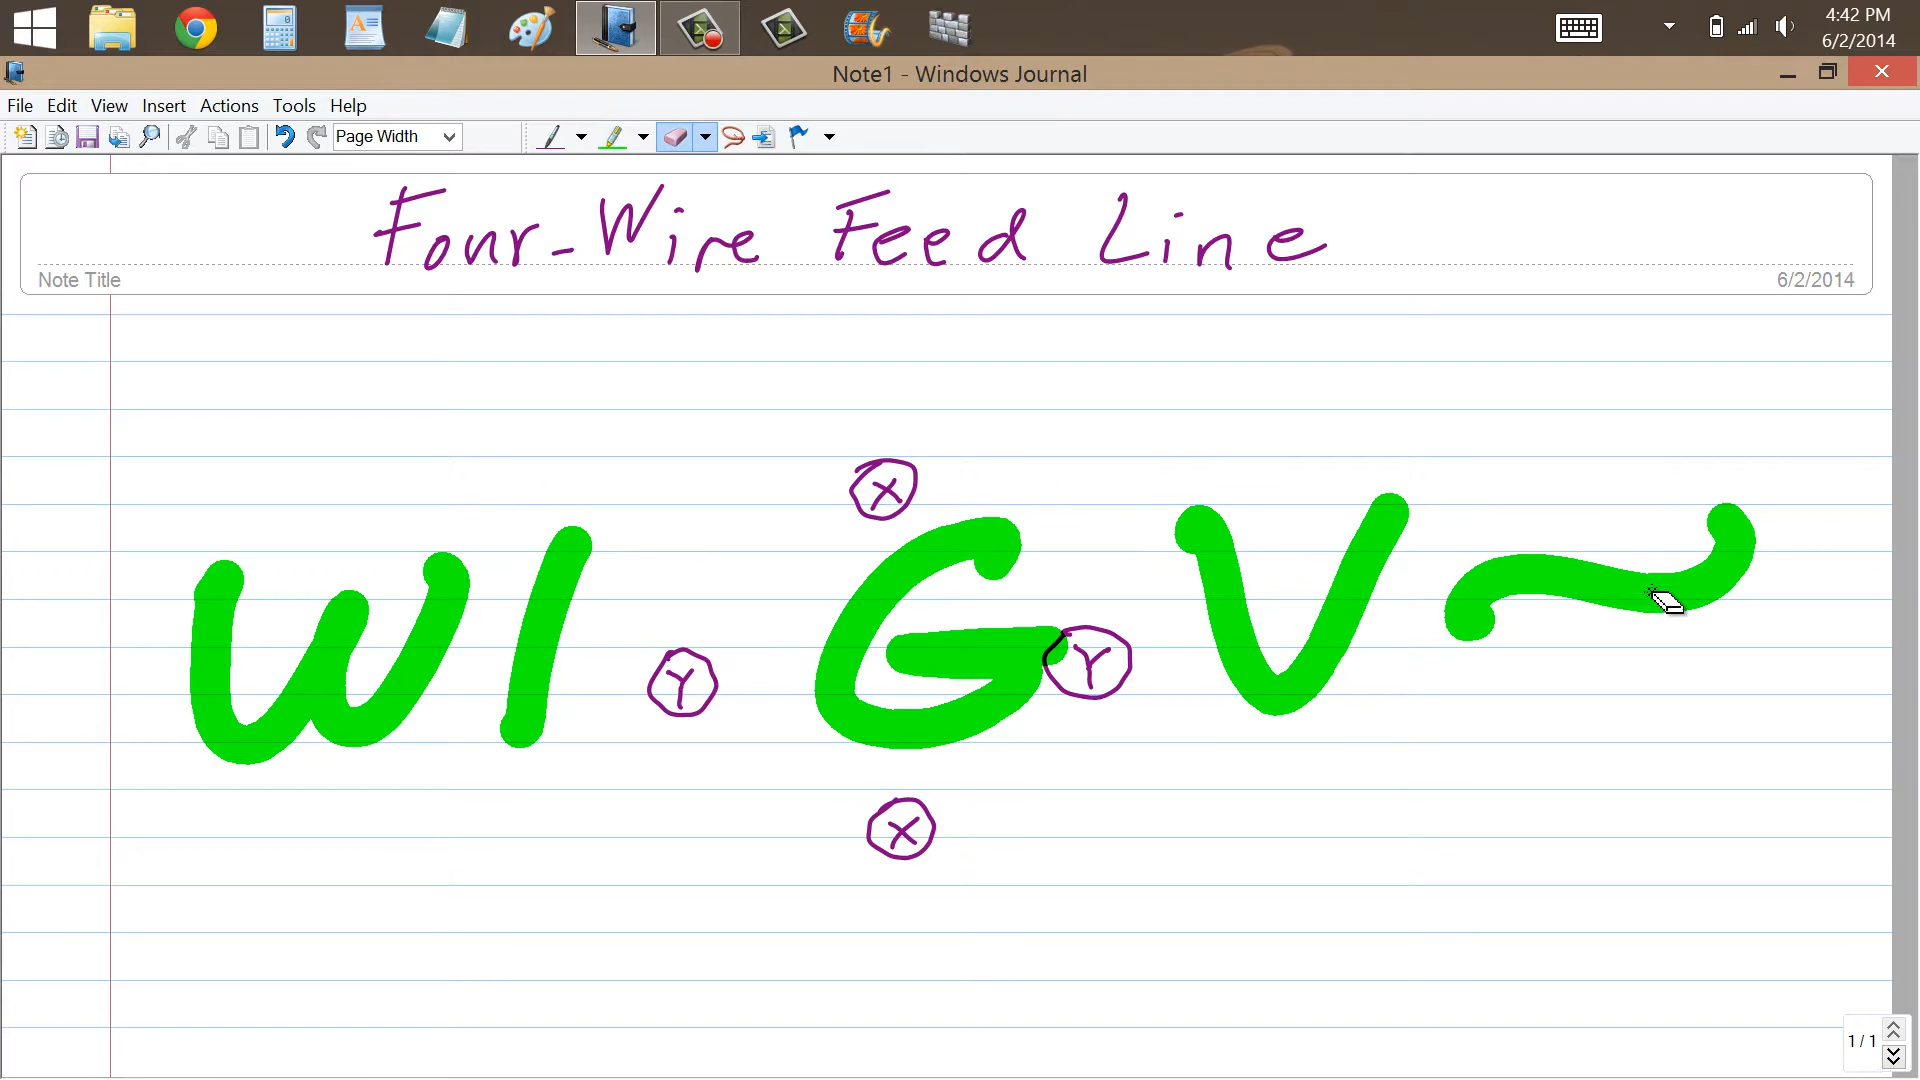 4:42 PM
6/2/2014
Note1 - Windows Journal
File Edit View Insert Actions Tools Help
Page Width
Four-Wire Feed Line
Note Title
6/2/2014
X
W I G V ~
Y Y
X
1 / 1